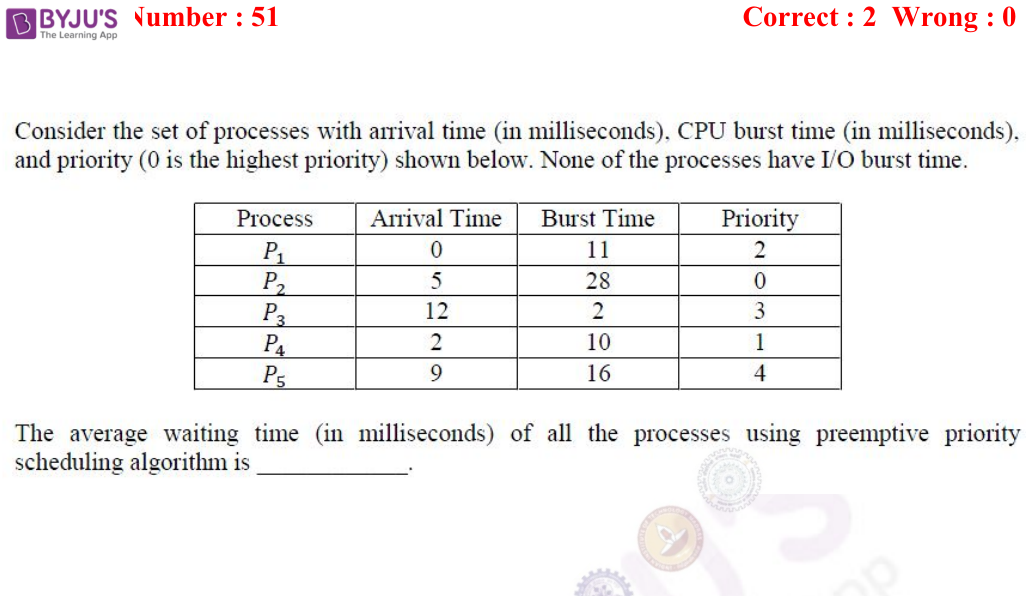 BYJU'S
The Learning App
Number : 51
Correct : 2 Wrong : 0
Consider the set of processes with arrival time (in milliseconds), CPU burst time (in milliseconds),
and priority (0 is the highest priority) shown below. None of the processes have I/O burst time.
Process Arrival Time Burst Time Priority
P₁ 0 11 2
P₂ 5 28 0
P₃ 12 2 3
P₄ 2 10 1
P₅ 9 16 4
The average waiting time (in milliseconds) of all the processes using preemptive priority
scheduling algorithm is ____________.